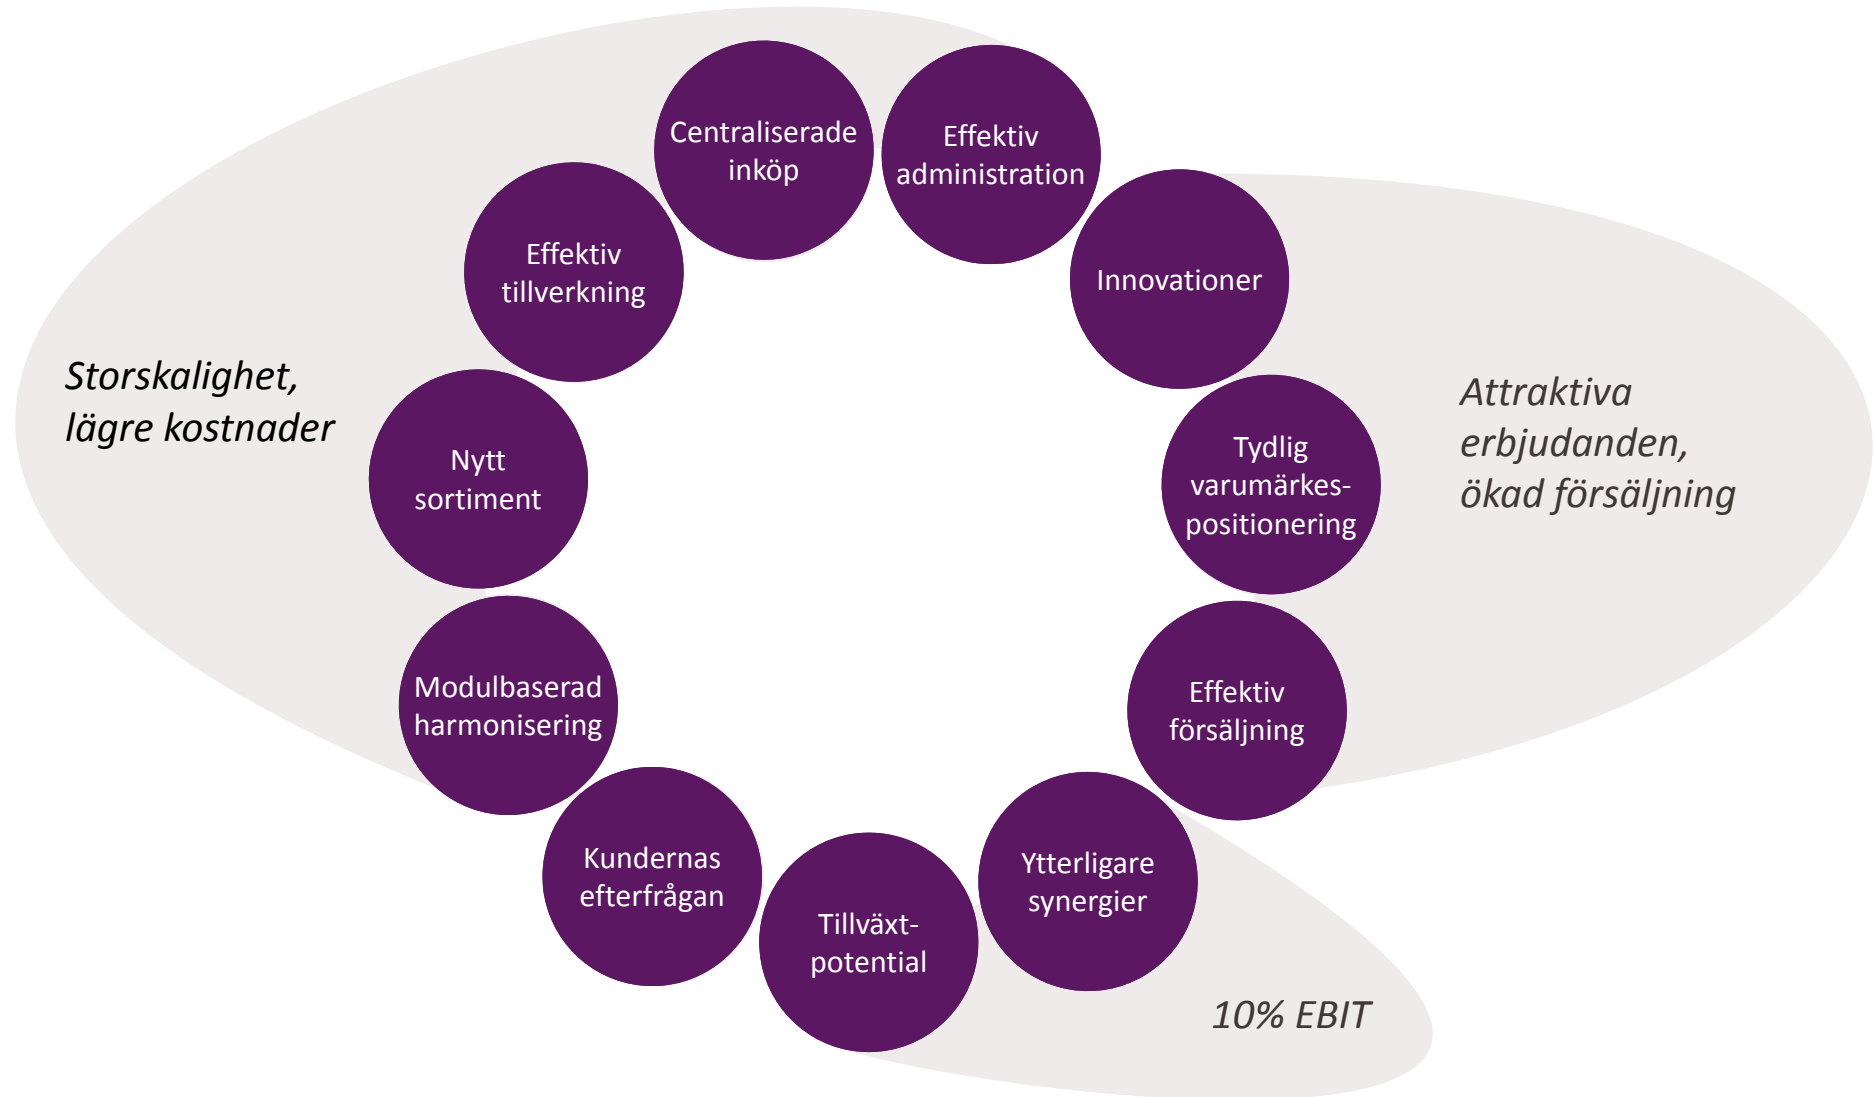 Centraliserade
inköp
Effektiv
administration
Effektiv
tillverkning
Innovationer
Storskalighet,
lägre kostnader
Nytt
sortiment
Tydlig
varumärkes-
positionering
Attraktiva
erbjudanden,
ökad försäljning
Modulbaserad
harmonisering
Effektiv
försäljning
Kundernas
efterfrågan
Tillväxt-
potential
Ytterligare
synergier
10% EBIT